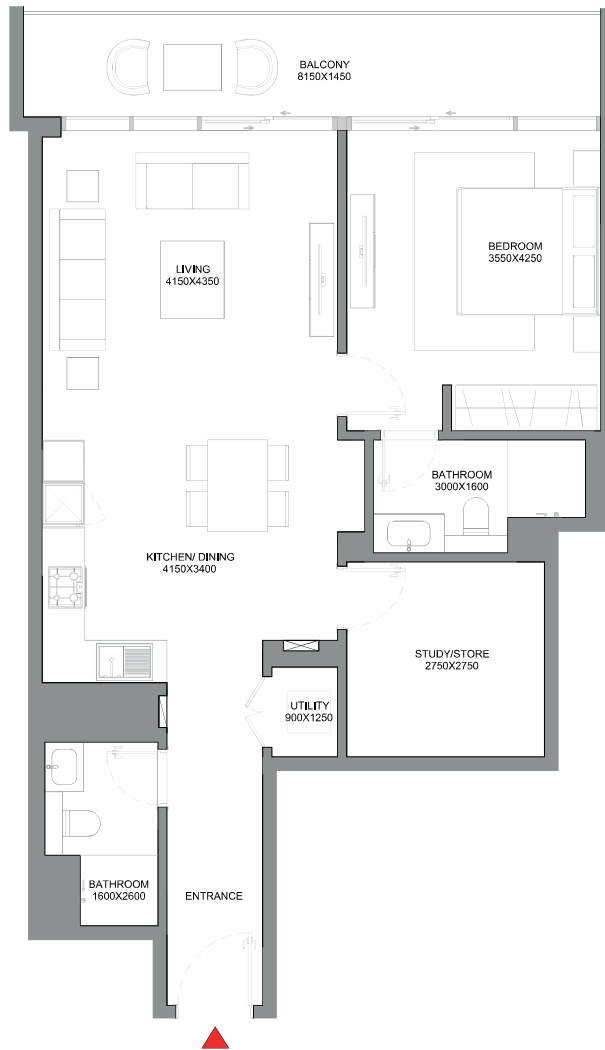 BALCONY
8150X1450
LIVING
4150X4350
BEDROOM
3550X4250
BATHROOM
3000X1600
KITCHEN/ DINING
4150X3400
STUDY/STORE
2750X2750
UTILITY
900X1250
BATHROOM
1600X2600
ENTRANCE